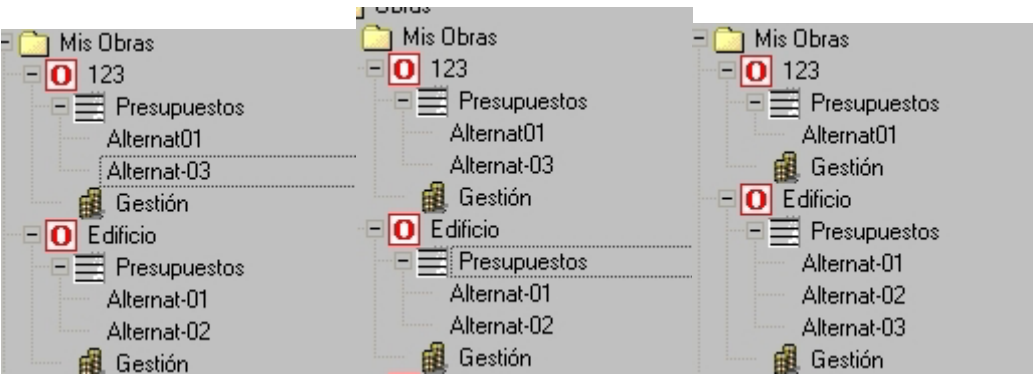 Mis Obras
123
Presupuestos
Alternat01
Alternat-03
Gestión
Edificio
Presupuestos
Alternat-01
Alternat-02
Gestión
Obras
Mis Obras
123
Presupuestos
Alternat01
Alternat-03
Gestión
Edificio
Presupuestos
Alternat-01
Alternat-02
Gestión
Mis Obras
123
Presupuestos
Alternat01
Gestión
Edificio
Presupuestos
Alternat-01
Alternat-02
Alternat-03
Gestión